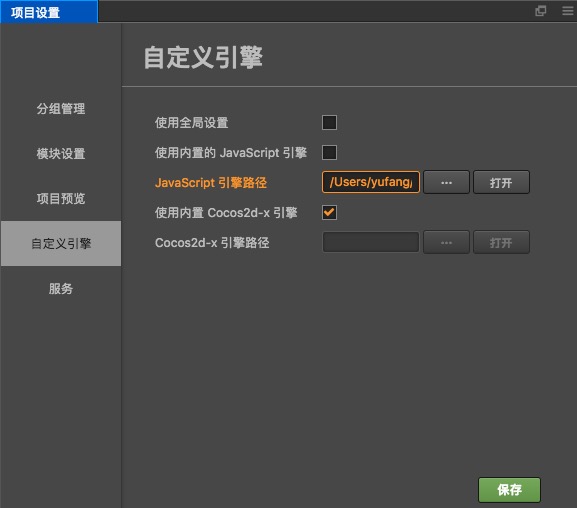 项目设置
自定义引擎
分组管理
模块设置
项目预览
自定义引擎
服务
使用全局设置
使用内置的 JavaScript 引擎
JavaScript 引擎路径 /Users/yufang/ ··· 打开
使用内置 Cocos2d-x 引擎
Cocos2d-x 引擎路径 ··· 打开
保存